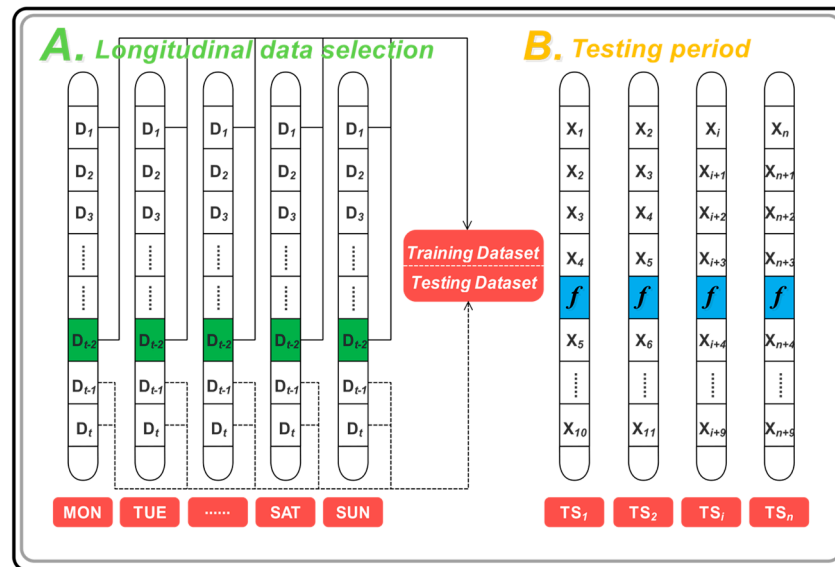 A. Longitudinal data selection
B. Testing period
D1 D1 D1 D1 D1
D2 D2 D2 D2 D2
D3 D3 D3 D3 D3
...... ...... ...... ...... ......
...... ...... ...... ...... ......
Dt-2 Dt-2 Dt-2 Dt-2 Dt-2
Dt-1 Dt-1 Dt-1 Dt-1 Dt-1
Dt Dt Dt Dt Dt
MON TUE ...... SAT SUN
Training Dataset
Testing Dataset
X1 X2 Xi Xn
X2 X3 Xi+1 Xn+1
X3 X4 Xi+2 Xn+2
X4 X5 Xi+3 Xn+3
f f f f
X5 X6 Xi+4 Xn+4
...... ...... ...... ......
X10 X11 Xi+9 Xn+9
TS1 TS2 TSi TSn